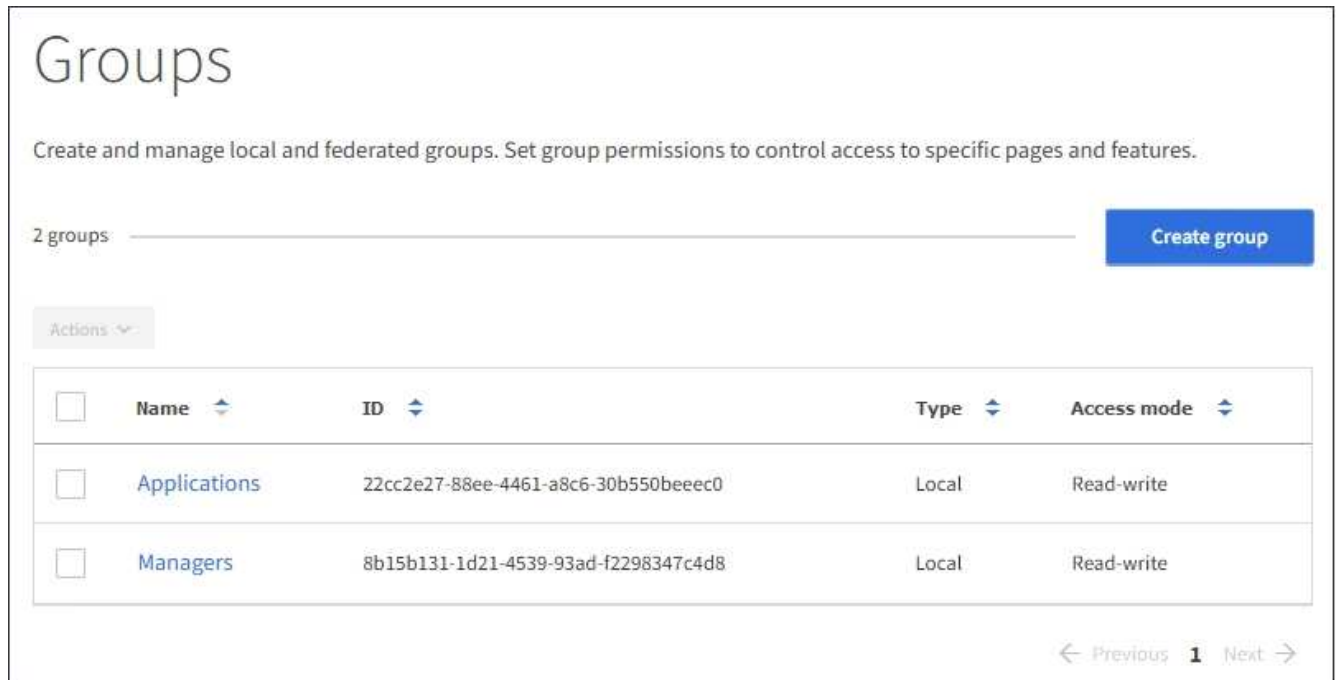 Groups
Create and manage local and federated groups. Set group permissions to control access to specific pages and features.
2 groups
Create group
Actions
Name ID Type Access mode
Applications 22cc2e27-88ee-4461-a8c6-30b550beeec0 Local Read-write
Managers 8b15b131-1d21-4539-93ad-f2298347c4d8 Local Read-write
← Previous 1 Next →